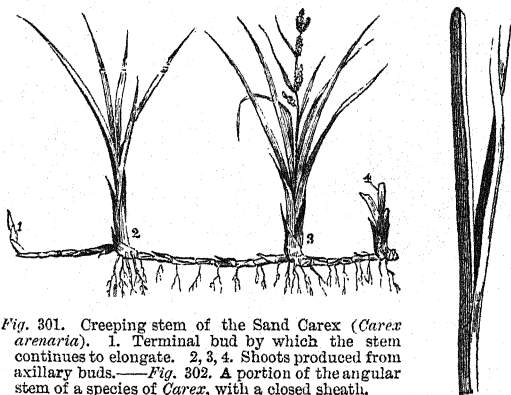 4
1
2
3
Fig. 301. Creeping stem of the Sand Carex (Carex
arenaria). 1. Terminal bud by which the stem
continues to elongate. 2, 3, 4. Shoots produced from
axillary buds.——Fig. 302. A portion of the angular
stem of a species of Carex, with a closed sheath.